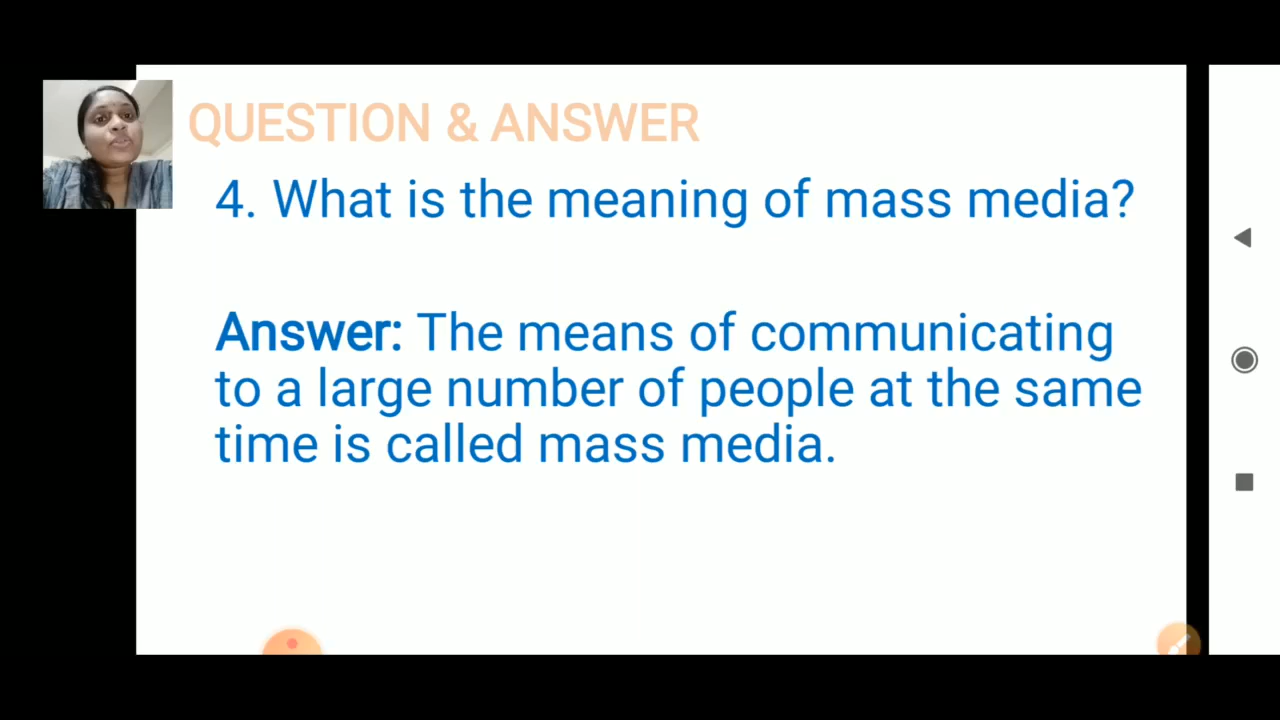 QUESTION & ANSWER
4. What is the meaning of mass media?
Answer: The means of communicating
to a large number of people at the same
time is called mass media.